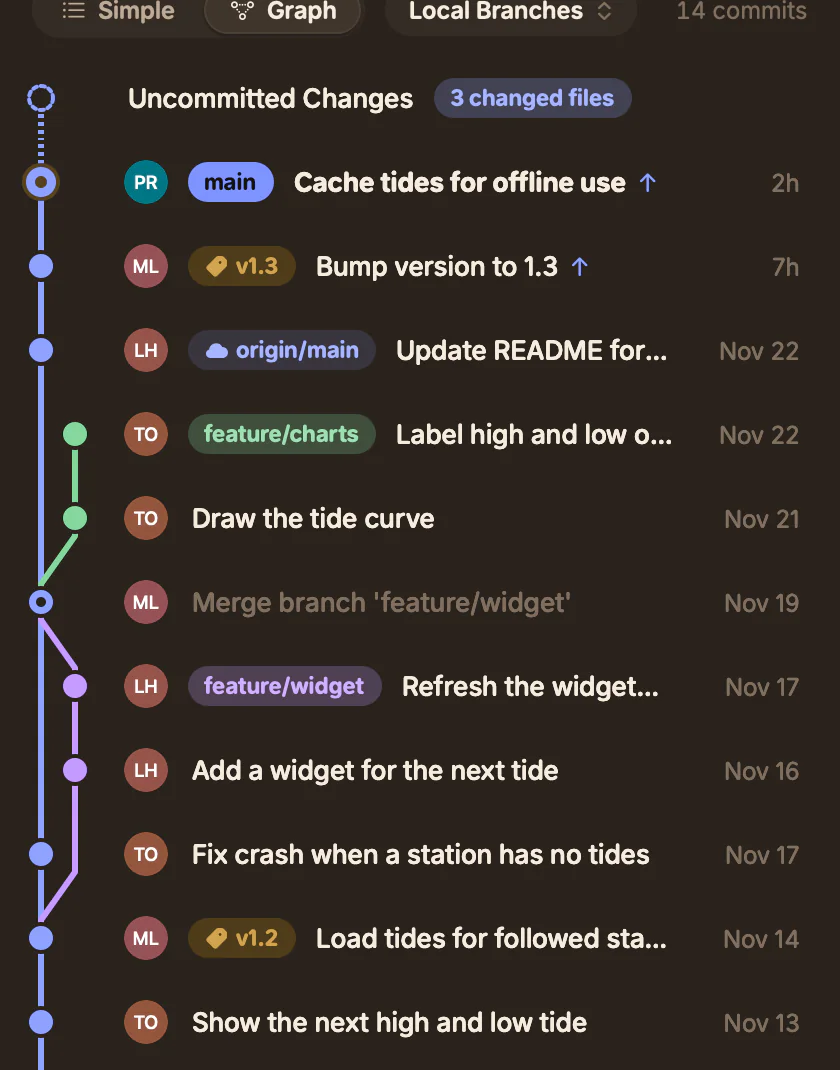 Simple Graph Local Branches 14 commits
Uncommitted Changes 3 changed files
PR main Cache tides for offline use ↑ 2h
ML v1.3 Bump version to 1.3 ↑ 7h
LH origin/main Update README for... Nov 22
TO feature/charts Label high and low o... Nov 22
TO Draw the tide curve Nov 21
ML Merge branch 'feature/widget' Nov 19
LH feature/widget Refresh the widget... Nov 17
LH Add a widget for the next tide Nov 16
TO Fix crash when a station has no tides Nov 17
ML v1.2 Load tides for followed sta... Nov 14
TO Show the next high and low tide Nov 13